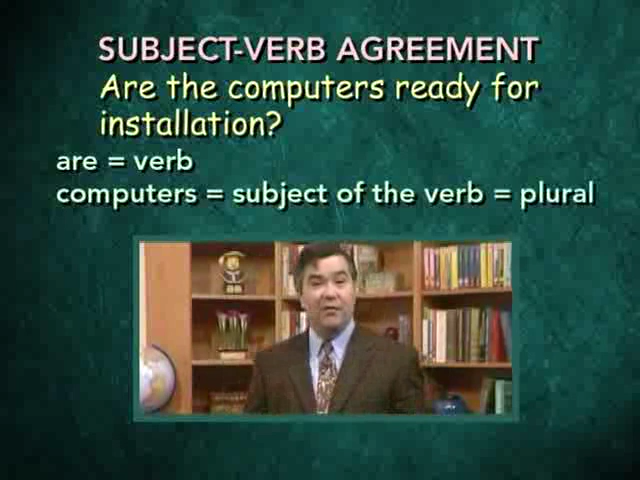 SUBJECT-VERB AGREEMENT
Are the computers ready for
installation?
are = verb
computers = subject of the verb = plural